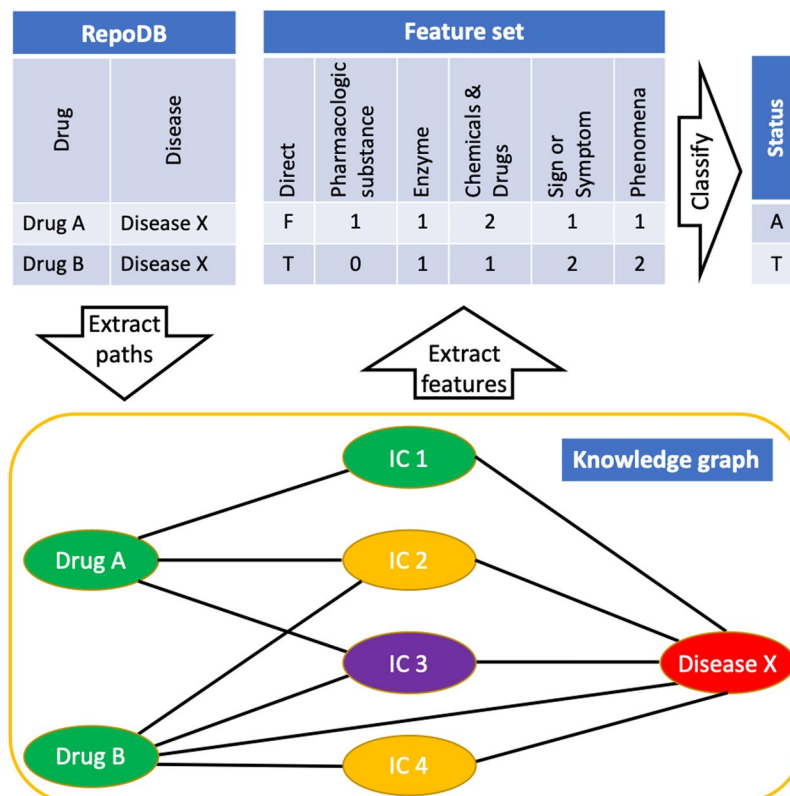 RepoDB
Drug
Disease
Drug A
Disease X
Drug B
Disease X
Feature set
Direct
Pharmacologic
substance
Enzyme
Chemicals &
Drugs
Sign or
Symptom
Phenomena
F
1
1
2
1
1
T
0
1
1
2
2
Classify
Status
A
T
Extract
paths
Extract
features
Knowledge graph
IC 1
Drug A
IC 2
IC 3
Disease X
Drug B
IC 4